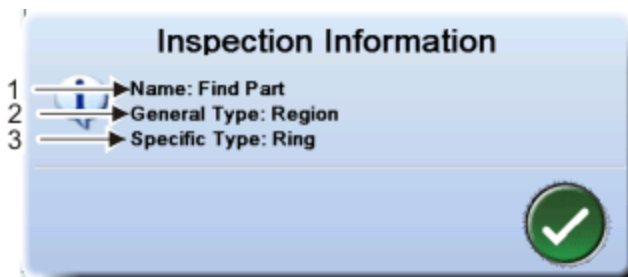 Inspection Information
1 Name: Find Part
2 General Type: Region
3 Specific Type: Ring